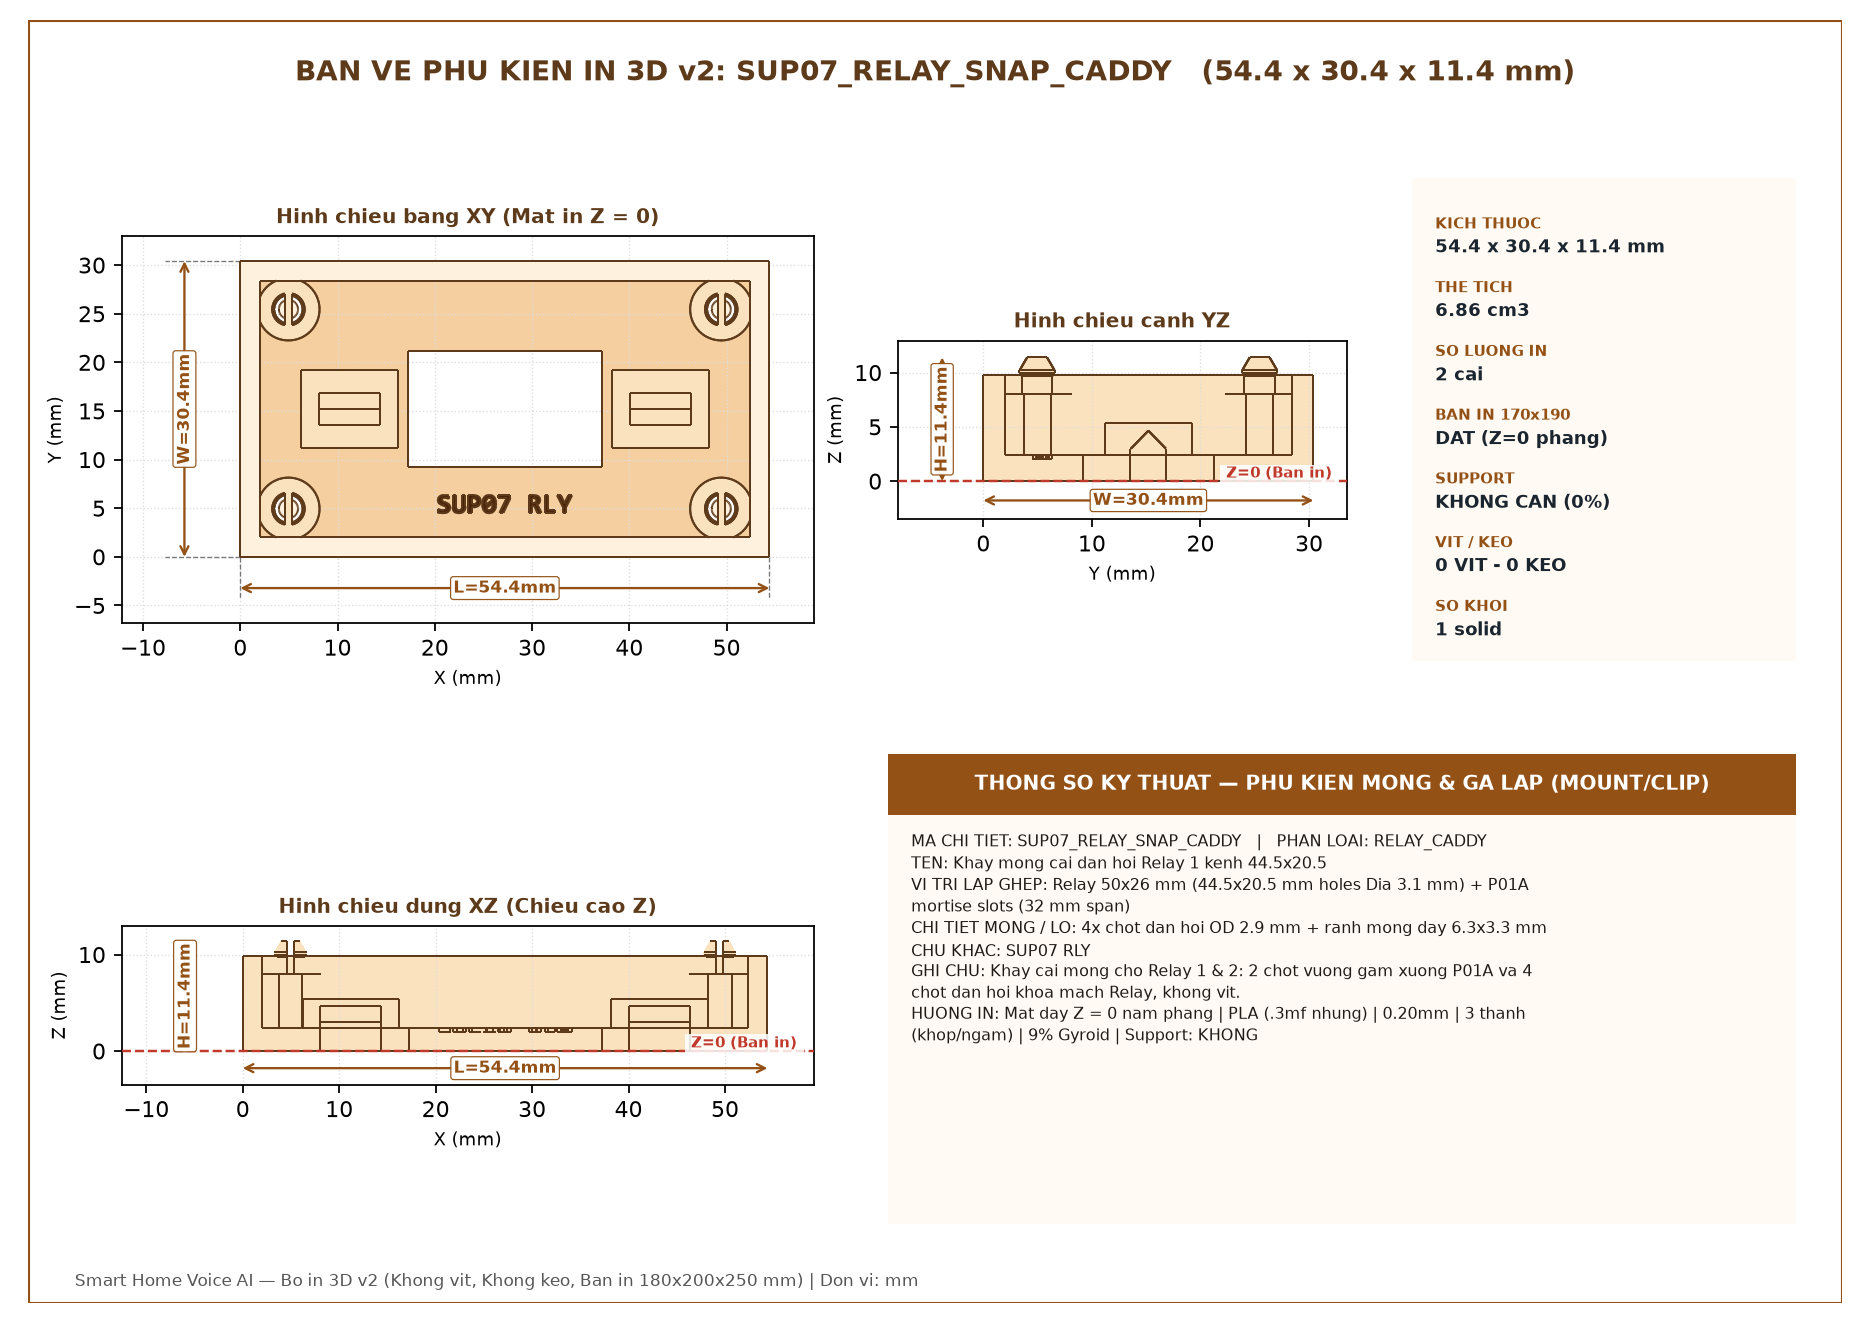 BAN VE PHU KIEN IN 3D v2: SUP07_RELAY_SNAP_CADDY (54.4 x 30.4 x 11.4 mm)
Hinh chieu bang XY (Mat in Z = 0)
30
25
20
15
10
5
0
−5
Y (mm)
W=30.4mm
SUP07 RLY
L=54.4mm
−10 0 10 20 30 40 50
X (mm)
Hinh chieu canh YZ
10
5
0
Z (mm)
H=11.4mm
Z=0 (Ban in)
W=30.4mm
0 10 20 30
Y (mm)
KICH THUOC
54.4 x 30.4 x 11.4 mm
THE TICH
6.86 cm3
SO LUONG IN
2 cai
BAN IN 170x190
DAT (Z=0 phang)
SUPPORT
KHONG CAN (0%)
VIT / KEO
0 VIT - 0 KEO
SO KHOI
1 solid
Hinh chieu dung XZ (Chieu cao Z)
10
0
Z (mm)
H=11.4mm
Z=0 (Ban in)
L=54.4mm
−10 0 10 20 30 40 50
X (mm)
THONG SO KY THUAT — PHU KIEN MONG & GA LAP (MOUNT/CLIP)
MA CHI TIET: SUP07_RELAY_SNAP_CADDY | PHAN LOAI: RELAY_CADDY
TEN: Khay mong cai dan hoi Relay 1 kenh 44.5x20.5
VI TRI LAP GHEP: Relay 50x26 mm (44.5x20.5 mm holes Dia 3.1 mm) + P01A
mortise slots (32 mm span)
CHI TIET MONG / LO: 4x chot dan hoi OD 2.9 mm + ranh mong day 6.3x3.3 mm
CHU KHAC: SUP07 RLY
GHI CHU: Khay cai mong cho Relay 1 & 2: 2 chot vuong gam xuong P01A va 4
chot dan hoi khoa mach Relay, khong vit.
HUONG IN: Mat day Z = 0 nam phang | PLA (.3mf nhung) | 0.20mm | 3 thanh
(khop/ngam) | 9% Gyroid | Support: KHONG
Smart Home Voice AI — Bo in 3D v2 (Khong vit, Khong keo, Ban in 180x200x250 mm) | Don vi: mm